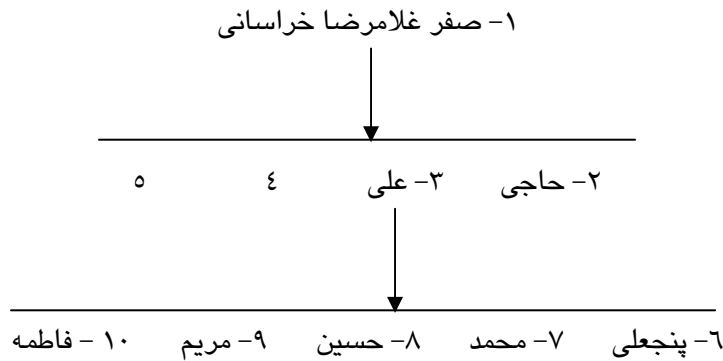 ۱- صفر غلامرضا خراسانی
۲- حاجی ۳- علی ٤ ٥
٦- پنجعلی ۷- محمد ۸- حسین ۹- مریم ۱۰- فاطمه